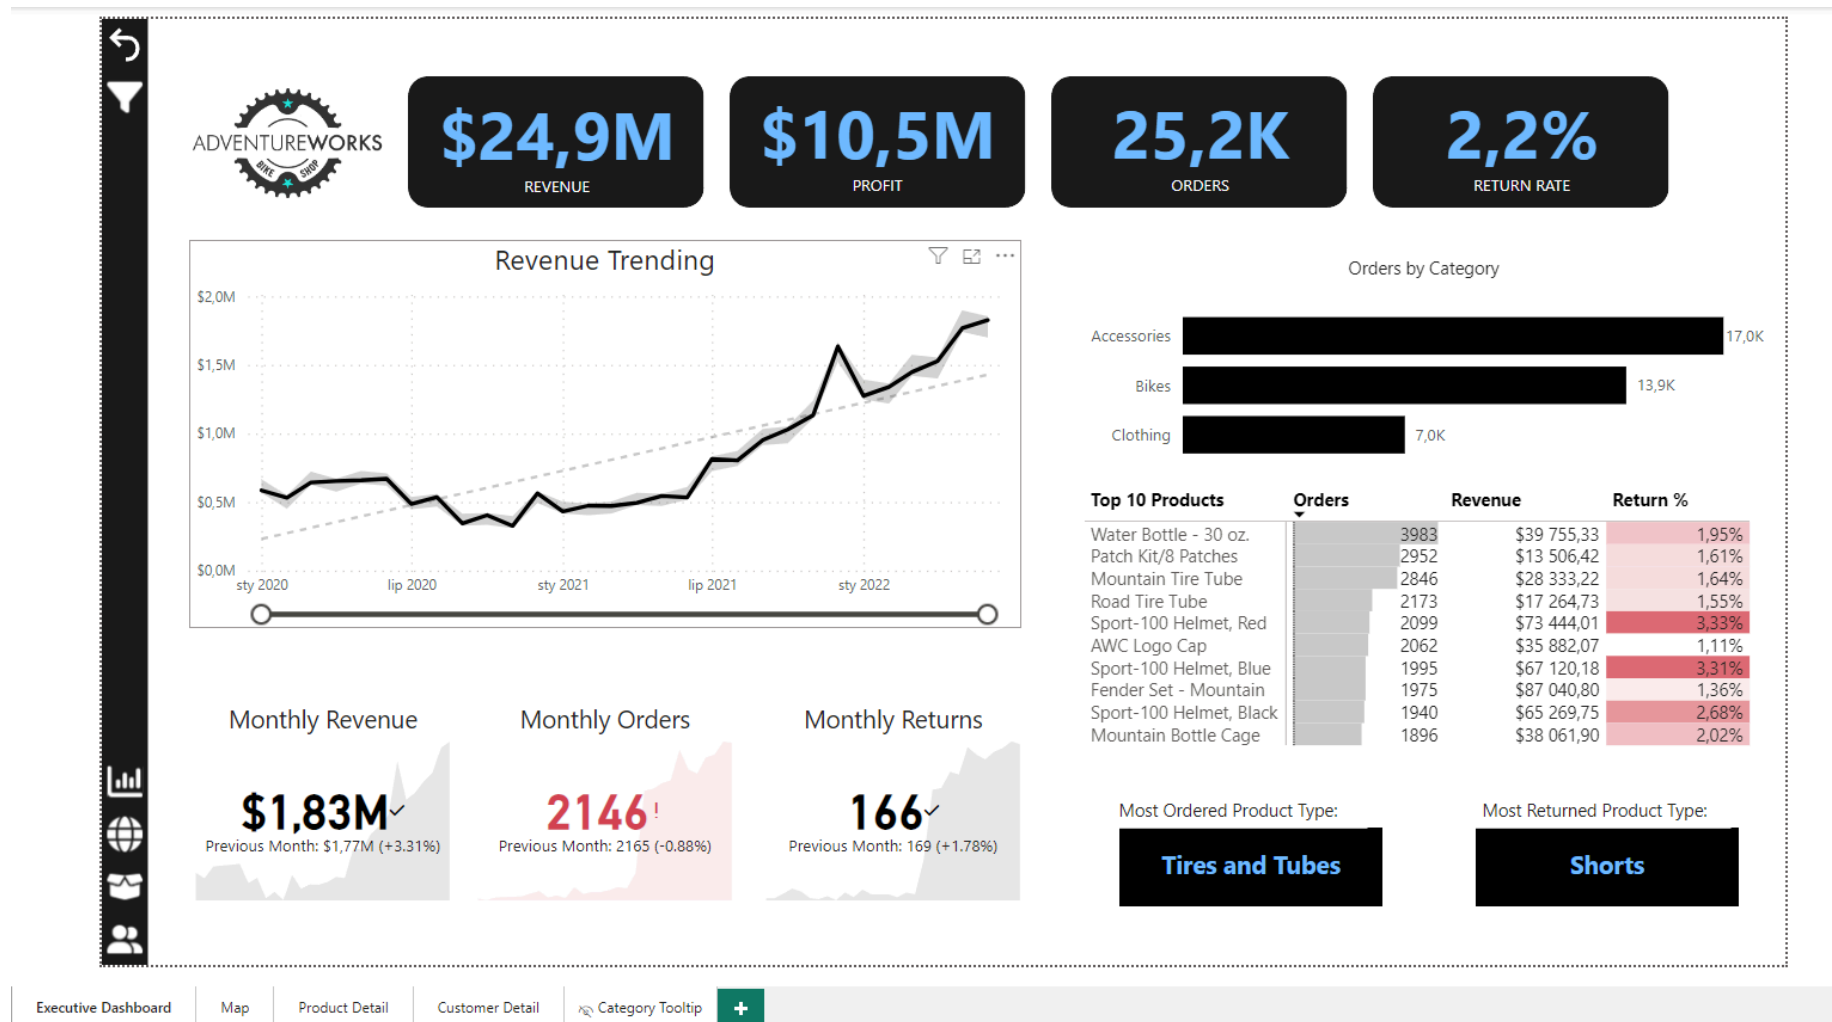 ADVENTUREWORKS
BIKE SHOP
$24,9M
REVENUE
$10,5M
PROFIT
25,2K
ORDERS
2,2%
RETURN RATE
Revenue Trending
$2,0M
$1,5M
$1,0M
$0,5M
$0,0M
sty 2020 lip 2020 sty 2021 lip 2021 sty 2022
Orders by Category
Accessories 17,0K
Bikes 13,9K
Clothing 7,0K
Top 10 Products Orders Revenue Return %
Water Bottle - 30 oz. 3983 $39 755,33 1,95%
Patch Kit/8 Patches 2952 $13 506,42 1,61%
Mountain Tire Tube 2846 $28 333,22 1,64%
Road Tire Tube 2173 $17 264,73 1,55%
Sport-100 Helmet, Red 2099 $73 444,01 3,33%
AWC Logo Cap 2062 $35 882,07 1,11%
Sport-100 Helmet, Blue 1995 $67 120,18 3,31%
Fender Set - Mountain 1975 $87 040,80 1,36%
Sport-100 Helmet, Black 1940 $65 269,75 2,68%
Mountain Bottle Cage 1896 $38 061,90 2,02%
Monthly Revenue
$1,83M
Previous Month: $1,77M (+3.31%)
Monthly Orders
2146!
Previous Month: 2165 (-0.88%)
Monthly Returns
166
Previous Month: 169 (+1.78%)
Most Ordered Product Type:
Tires and Tubes
Most Returned Product Type:
Shorts
Executive Dashboard Map Product Detail Customer Detail Category Tooltip +